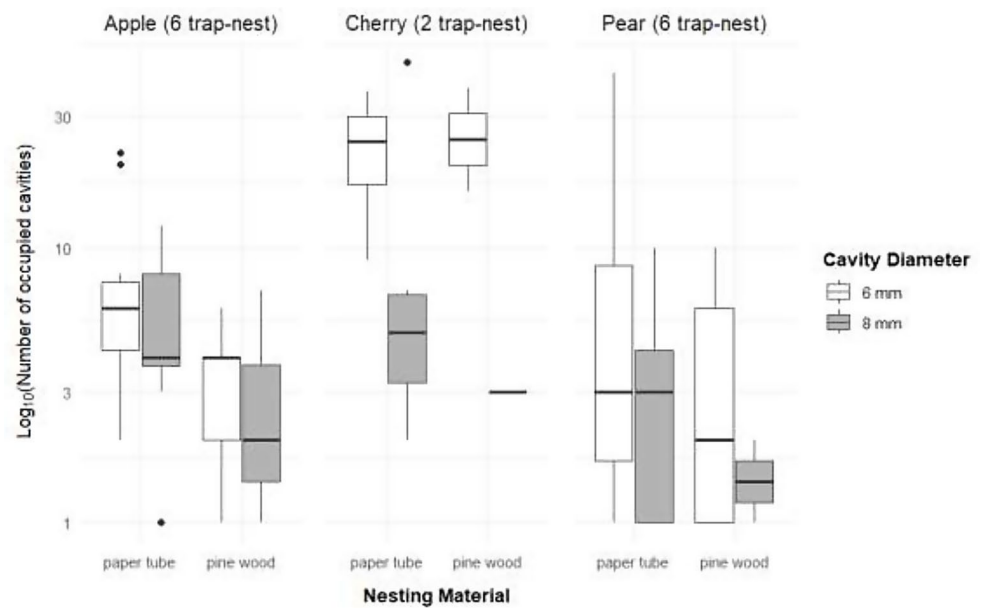 Apple (6 trap-nest)
Cherry (2 trap-nest)
Pear (6 trap-nest)
Log10(Number of occupied cavities)
30
10
3
1
paper tube
pine wood
paper tube
pine wood
paper tube
pine wood
Nesting Material
Cavity Diameter
6 mm
8 mm